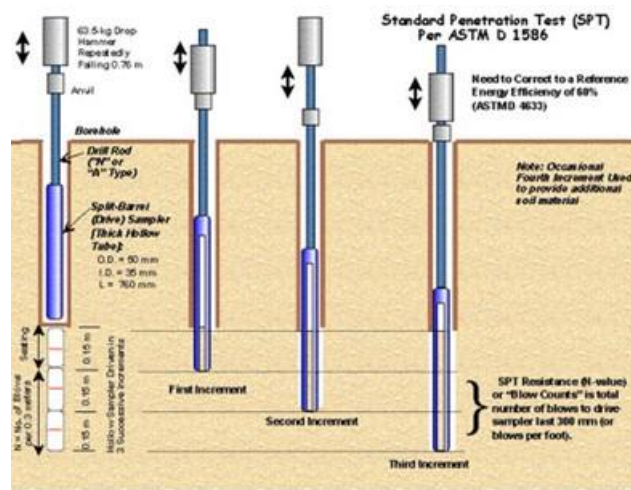 Standard Penetration Test (SPT)
Per ASTM D 1586
63.5-kg Drop
Hammer
Repeatedly
Falling 0.76 m
Anvil
Need to Correct to a Reference
Energy Efficiency of 60%
(ASTMD 4633)
Borehole
Drill Rod
("N" or
"A" Type)
Note: Occasional
Fourth Increment Used
to provide additional
soil material
Split-Barrel
(Drive) Sampler
[Thick Hollow
Tube]:
O.D. = 50 mm
I.D. = 35 mm
L = 760 mm
Seating
0.15 m
0.15 m
0.15 m
N = No. of Blows
per 0.3 meters
Hollow Sampler Driven in
3 Successive Increments
First Increment
Second Increment
Third Increment
SPT Resistance (N-value)
or "Blow Counts" is total
number of blows to drive
sampler last 300 mm (or
blows per foot).